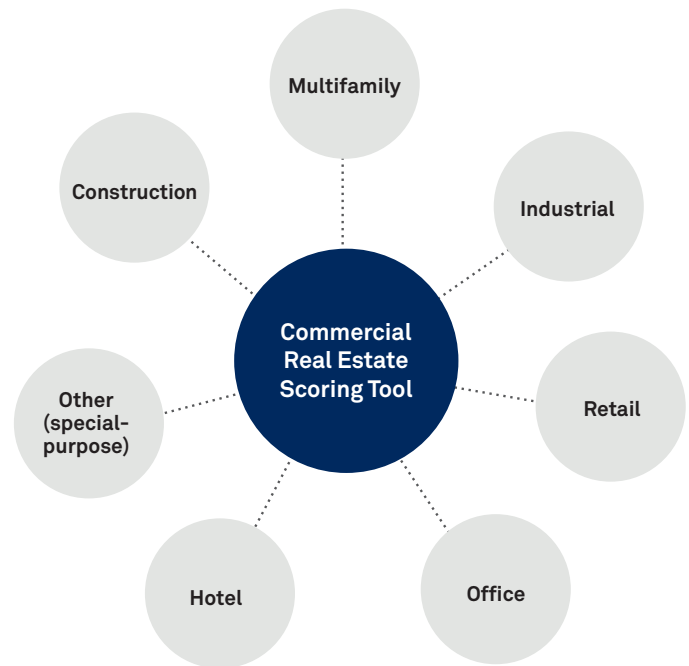 Multifamily
Construction
Industrial
Commercial
Real Estate
Scoring Tool
Retail
Other
(special-
purpose)
Hotel
Office